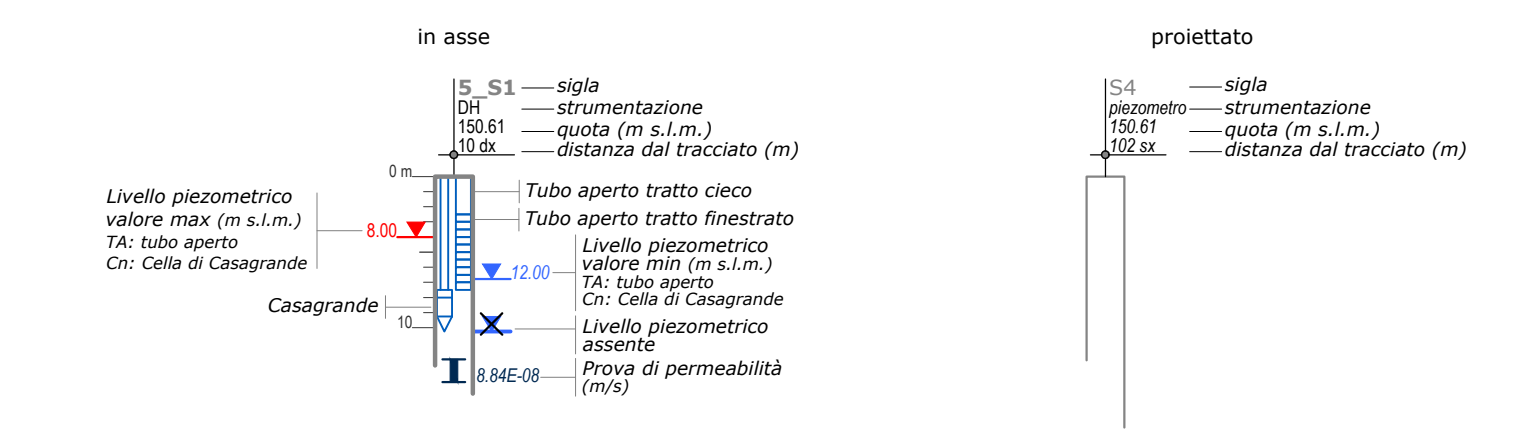 in asse
5_S1
sigla
DH
strumentazione
150.61
quota (m s.l.m.)
10 dx
distanza dal tracciato (m)
0 m
Livello piezometrico
valore max (m s.l.m.)
TA: tubo aperto
Cn: Cella di Casagrande
8.00
Tubo aperto tratto cieco
Tubo aperto tratto finestrato
12.00
Livello piezometrico
valore min (m s.l.m.)
TA: tubo aperto
Cn: Cella di Casagrande
Casagrande
10
Livello piezometrico
assente
8.84E-08
Prova di permeabilità
(m/s)
proiettato
S4
sigla
piezometro
strumentazione
150.61
quota (m s.l.m.)
102 sx
distanza dal tracciato (m)